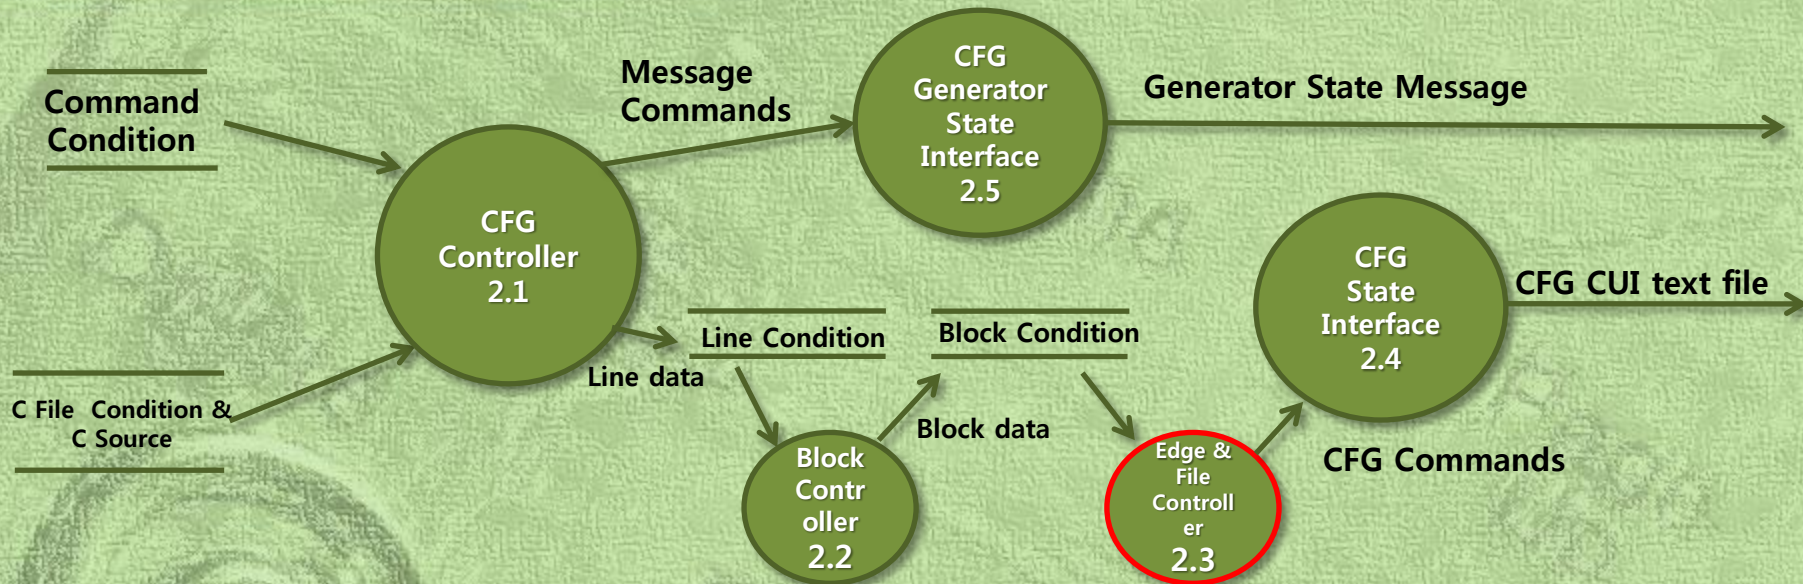 Command
Condition
C File Condition &
C Source
CFG
Controller
2.1
Message
Commands
CFG
Generator
State
Interface
2.5
Generator State Message
Line data
Line Condition
Block
Contr
oller
2.2
Block data
Block Condition
Edge &
File
Controll
er
2.3
CFG Commands
CFG
State
Interface
2.4
CFG CUI text file